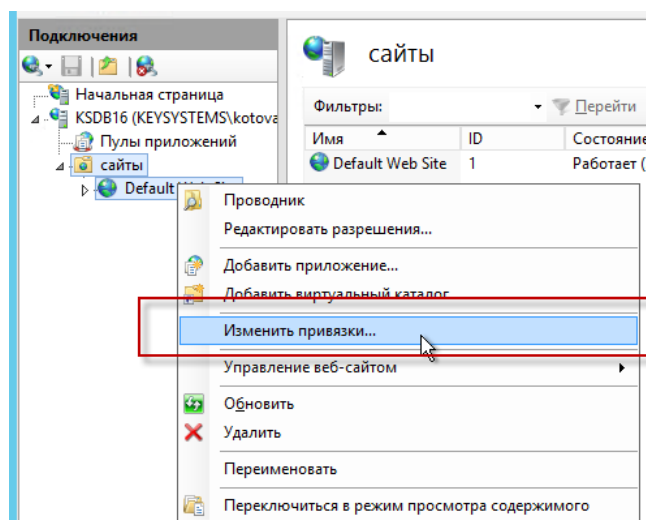 Подключения
Начальная страница
KSDB16 (KEYSYSTEMS\kotova
Пулы приложений
сайты
Default
сайты
Фильтры: Перейти
Имя ID Состояние
Default Web Site 1 Работает (
Проводник
Редактировать разрешения...
Добавить приложение...
Добавить виртуальный каталог
Изменить привязки...
Управление веб-сайтом
Обновить
Удалить
Переименовать
Переключиться в режим просмотра содержимого